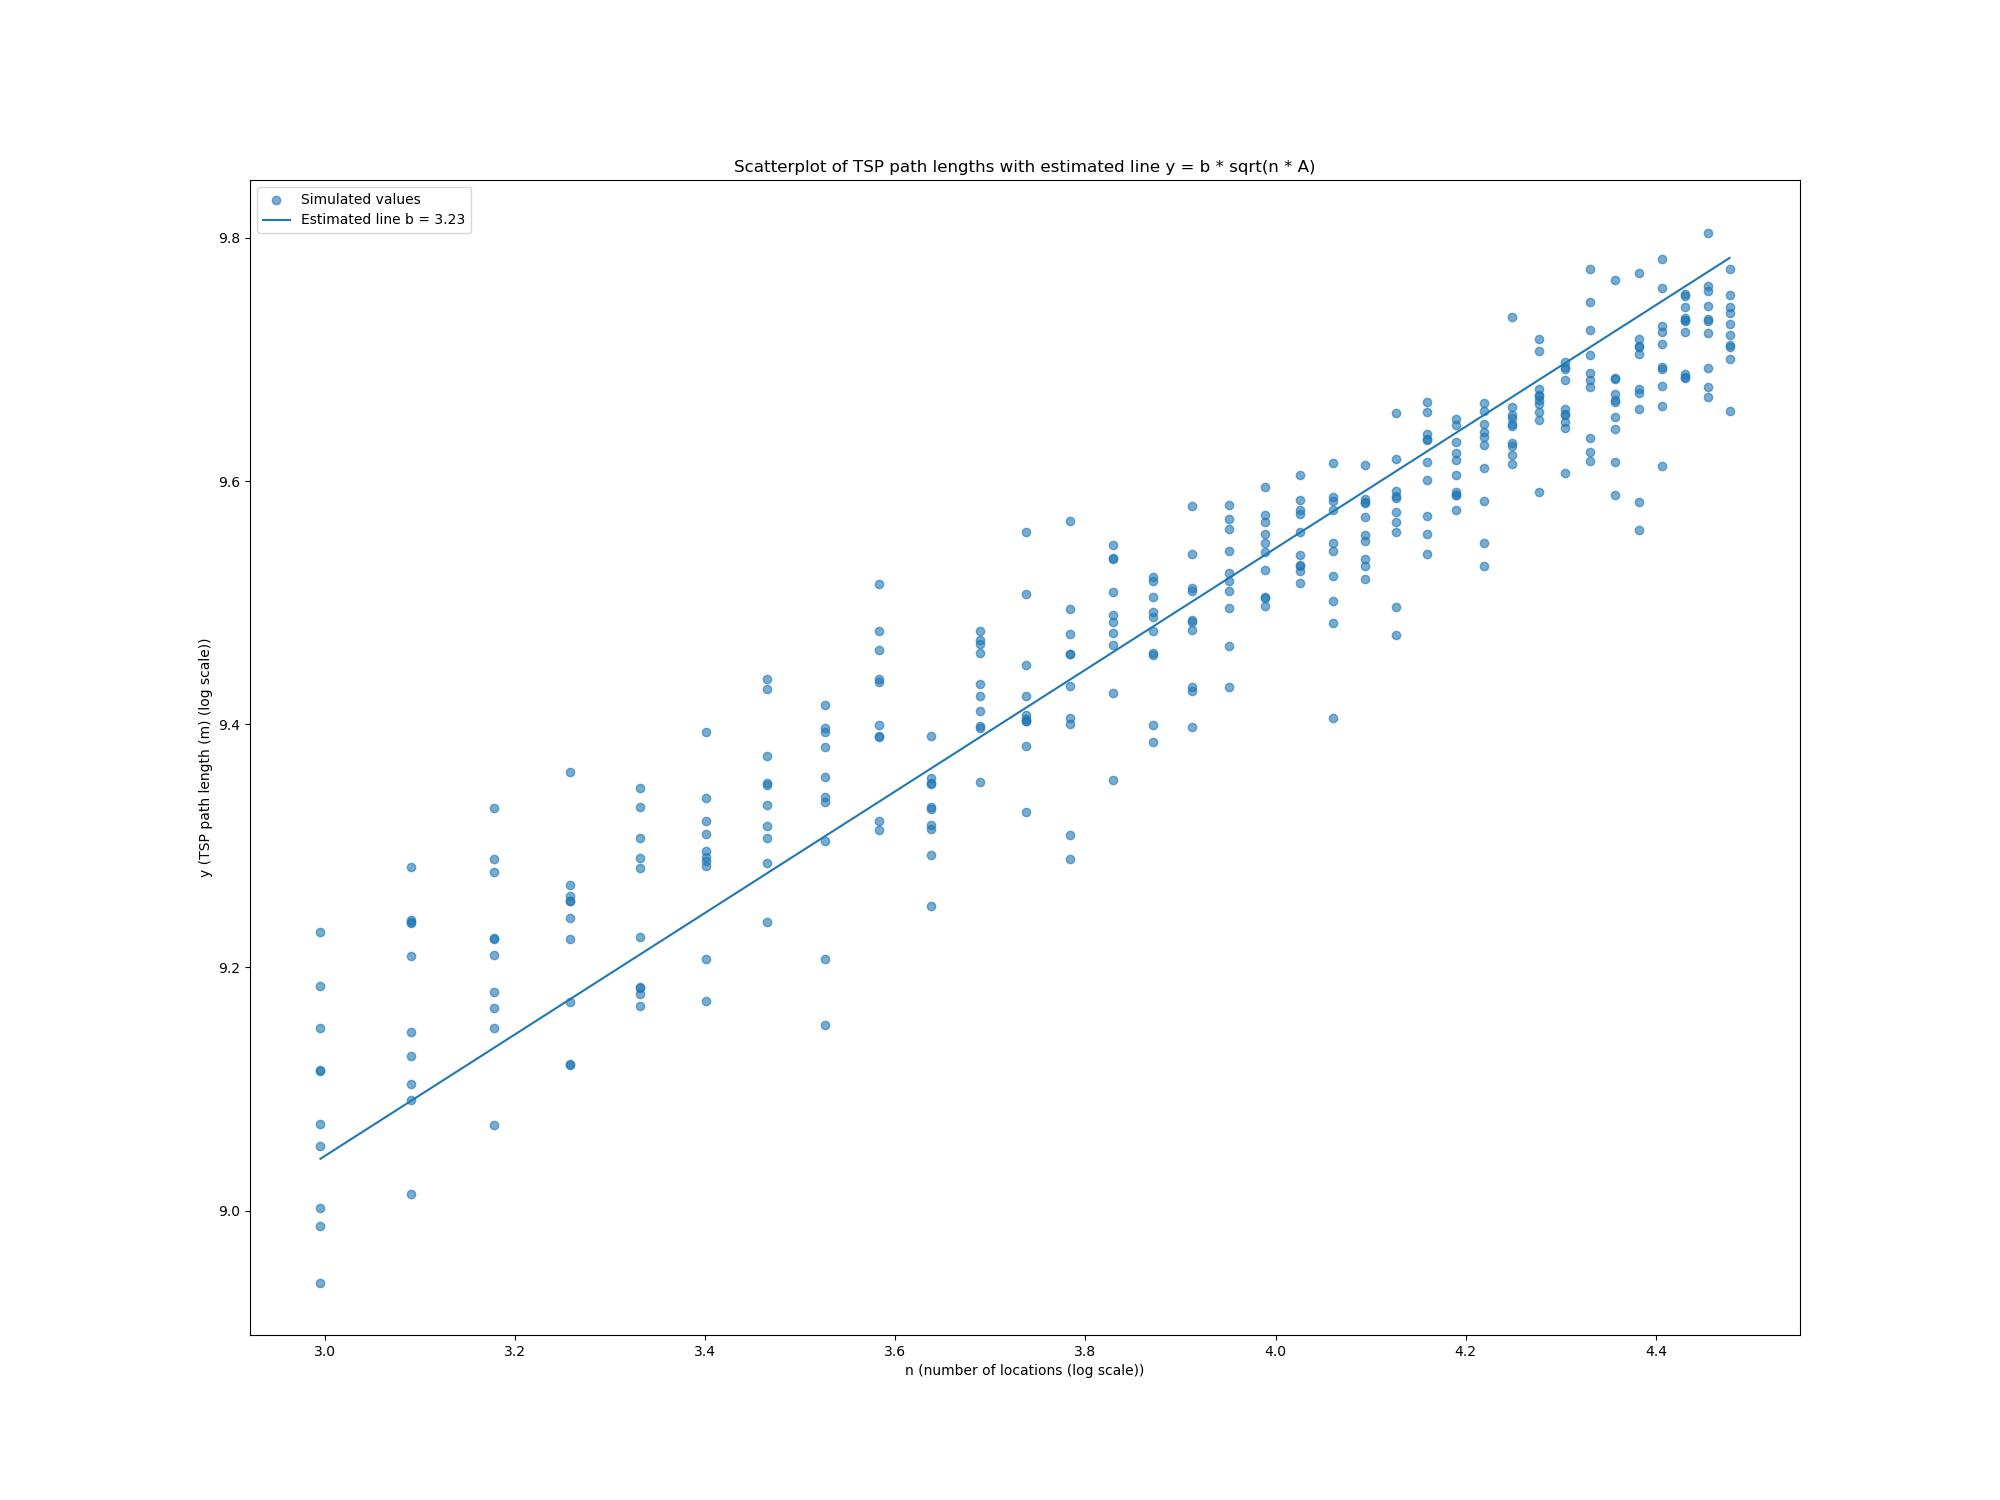 Scatterplot of TSP path lengths with estimated line y = b * sqrt(n * A)
Simulated values
Estimated line b = 3.23
9.8
9.6
9.4
9.2
9.0
y (TSP path length (m) (log scale))
3.0 3.2 3.4 3.6 3.8 4.0 4.2 4.4
n (number of locations (log scale))